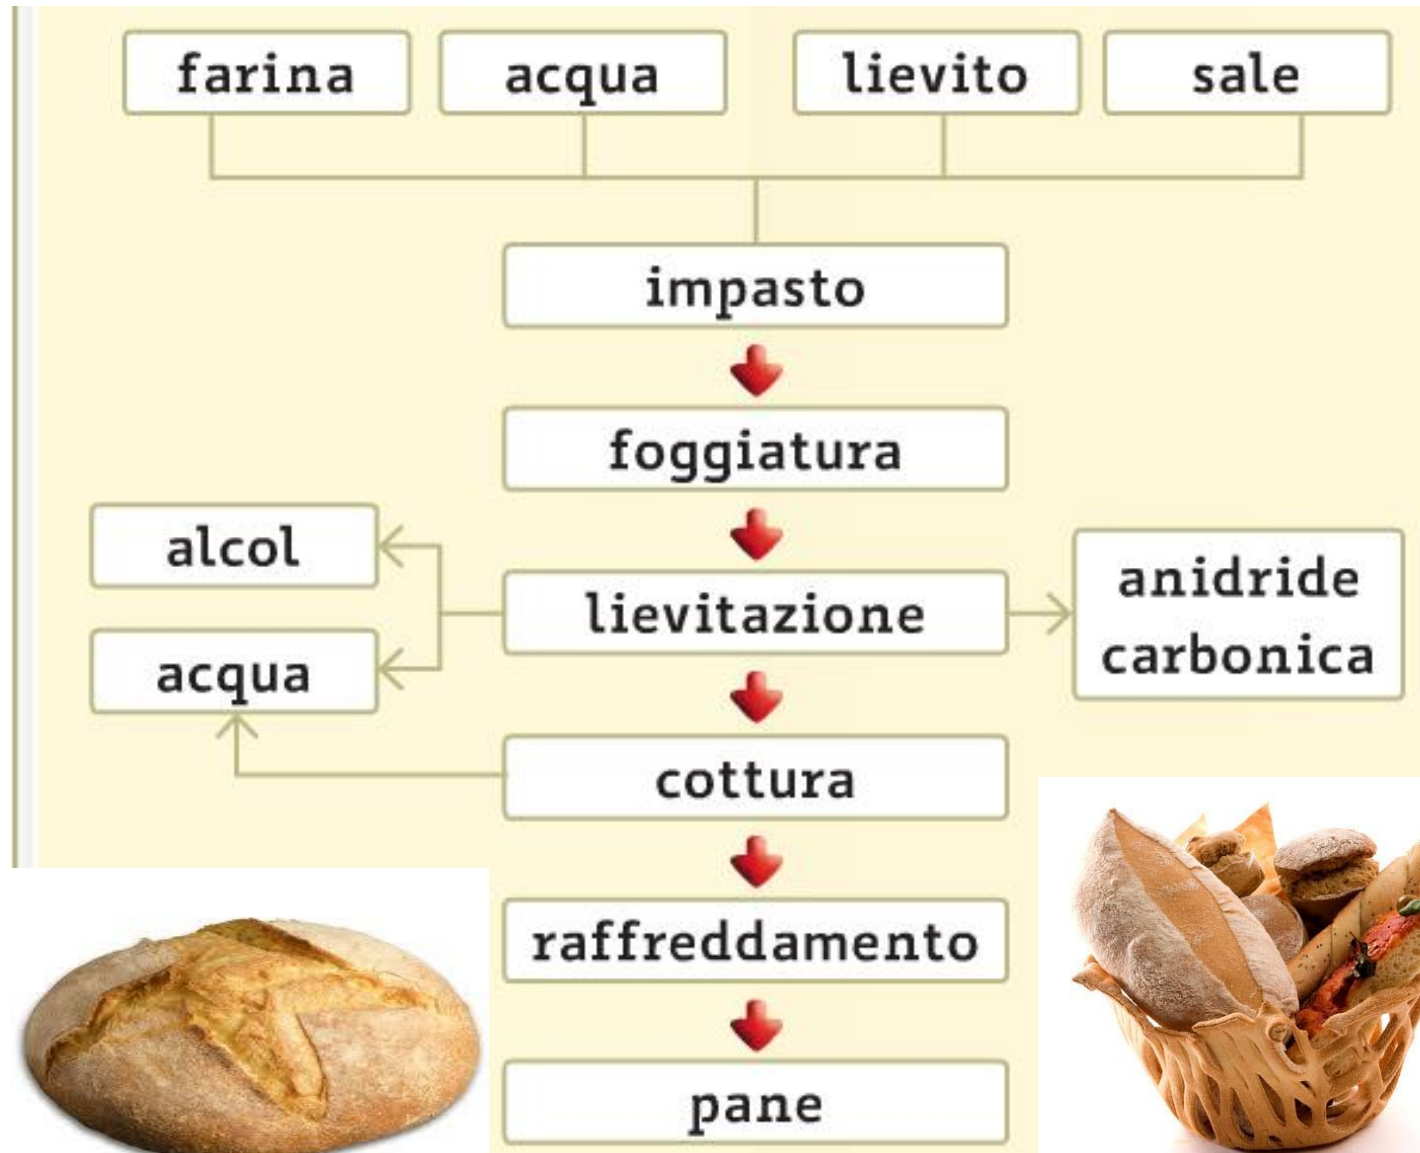 farina
acqua
lievito
sale
impasto
foggiatura
alcol
lievitazione
anidride
carbonica
acqua
cottura
raffreddamento
pane